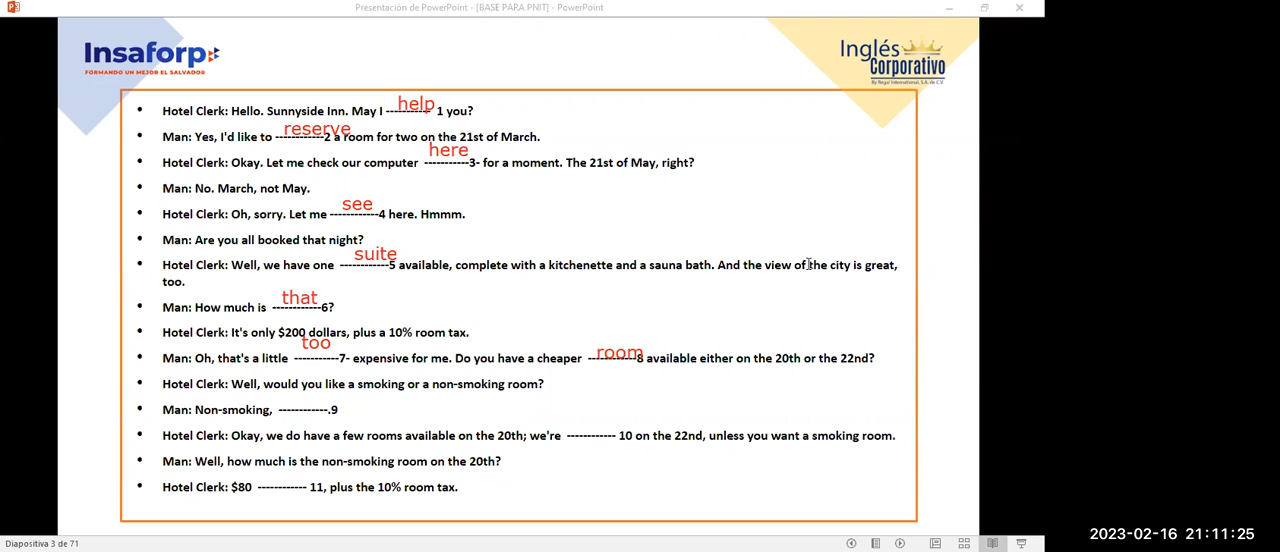 Presentación de PowerPoint - [BASE PARA PNIT] - PowerPoint
Insaforp
FORMANDO UN MEJOR EL SALVADOR
Inglés
Corporativo
By Regal International, S.A. de C.V.
• Hotel Clerk: Hello. Sunnyside Inn. May I ---------- help 1 you?
• Man: Yes, I'd like to ------------ reserve 2 a room for two on the 21st of March.
• Hotel Clerk: Okay. Let me check our computer ----------- here 3- for a moment. The 21st of May, right?
• Man: No. March, not May.
• Hotel Clerk: Oh, sorry. Let me ------------ see 4 here. Hmmm.
• Man: Are you all booked that night?
• Hotel Clerk: Well, we have one ------------ suite 5 available, complete with a kitchenette and a sauna bath. And the view of the city is great,
too.
• Man: How much is ------------ that 6?
• Hotel Clerk: It's only $200 dollars, plus a 10% room tax.
• Man: Oh, that's a little ----------- too 7- expensive for me. Do you have a cheaper ------------ room 8 available either on the 20th or the 22nd?
• Hotel Clerk: Well, would you like a smoking or a non-smoking room?
• Man: Non-smoking, ------------.9
• Hotel Clerk: Okay, we do have a few rooms available on the 20th; we're ------------ 10 on the 22nd, unless you want a smoking room.
• Man: Well, how much is the non-smoking room on the 20th?
• Hotel Clerk: $80 ------------ 11, plus the 10% room tax.
Diapositiva 3 de 71
2023-02-16 21:11:25